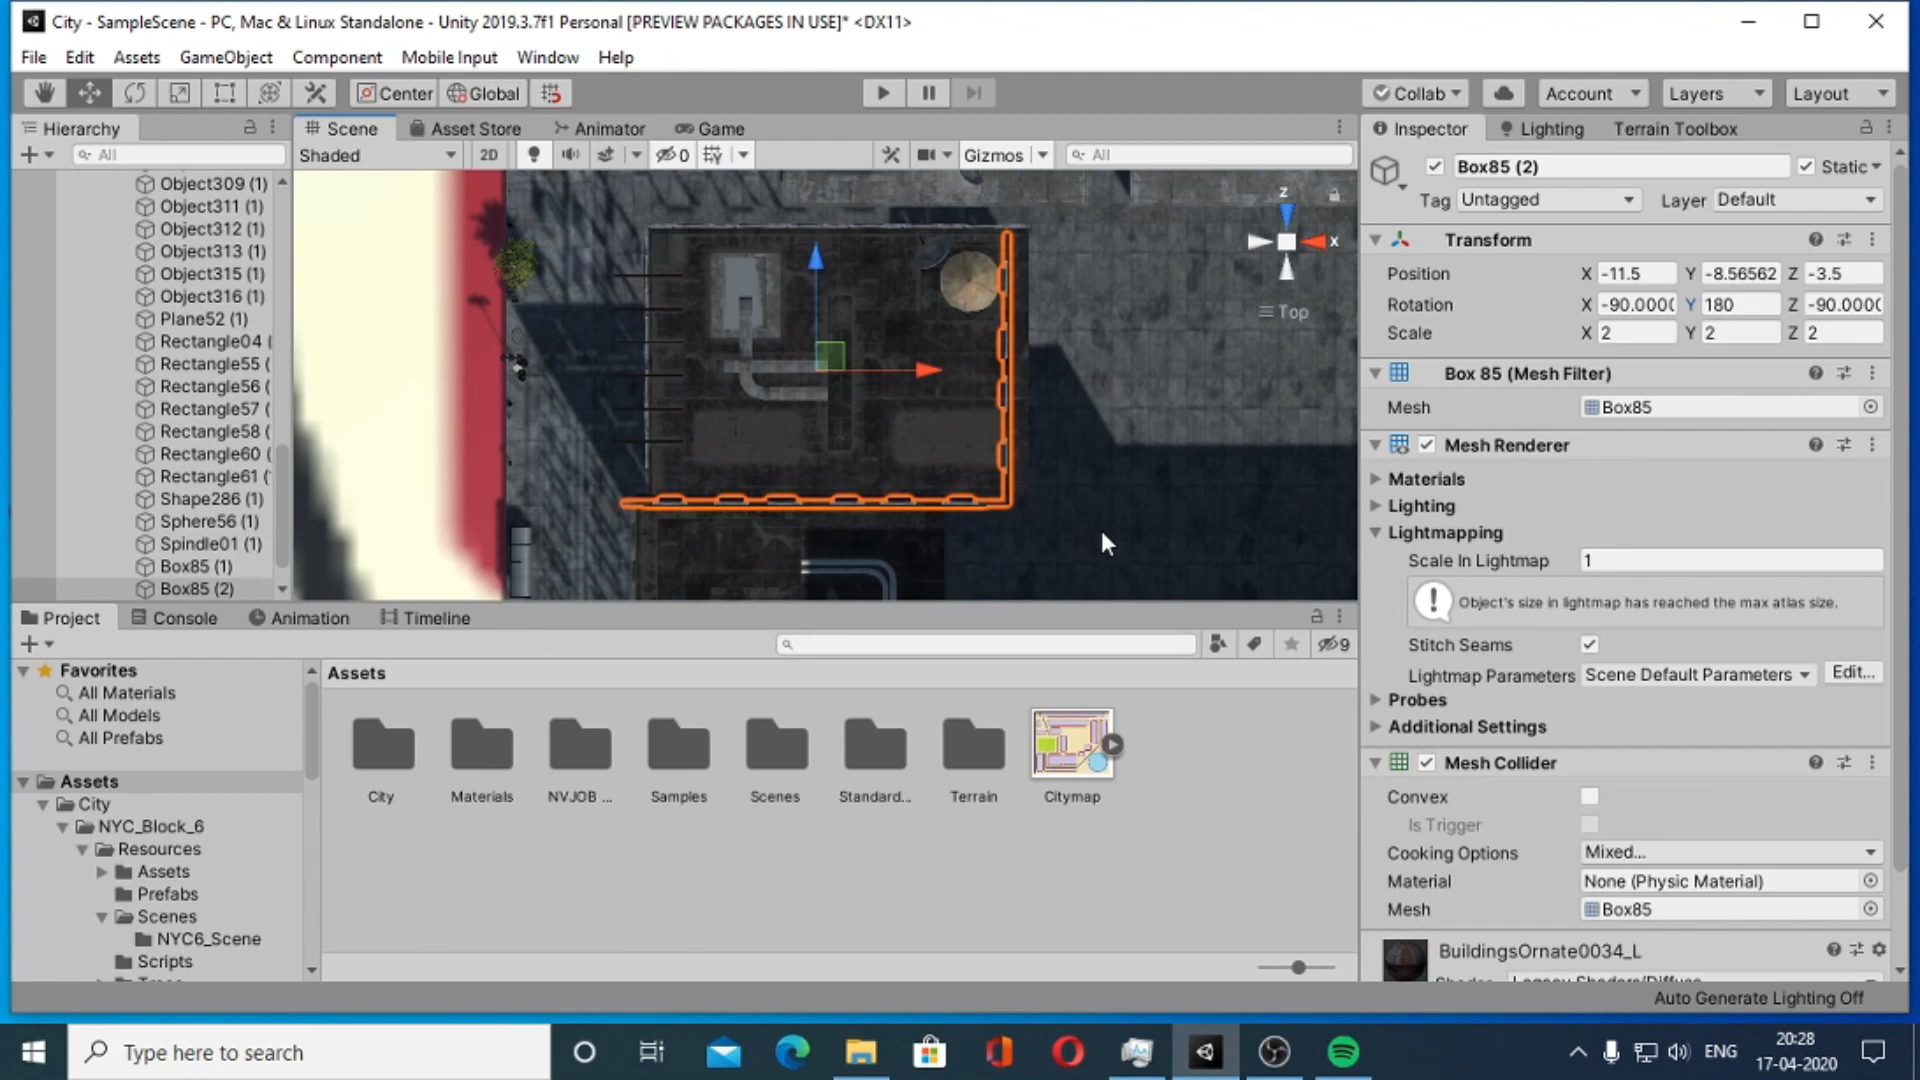 City - SampleScene - PC, Mac & Linux Standalone - Unity 2019.3.7f1 Personal [PREVIEW PACKAGES IN USE]* <DX11>
File Edit Assets GameObject Component Mobile Input Window Help
Center Global Collab Account Layers Layout
Hierarchy
All
Object309 (1)
Object311 (1)
Object312 (1)
Object313 (1)
Object315 (1)
Object316 (1)
Plane52 (1)
Rectangle04 (
Rectangle55 (
Rectangle56 (
Rectangle57 (
Rectangle58 (
Rectangle60 (
Rectangle61 (
Shape286 (1)
Sphere56 (1)
Spindle01 (1)
Box85 (1)
Box85 (2)
Scene Asset Store Animator Game
Shaded 2D 0 Gizmos All
z
x
Top
Inspector Lighting Terrain Toolbox
Box85 (2) Static
Tag Untagged Layer Default
Transform
Position X -11.5 Y -8.56562 Z -3.5
Rotation X -90.000( Y 180 Z -90.000(
Scale X 2 Y 2 Z 2
Box 85 (Mesh Filter)
Mesh Box85
Mesh Renderer
Materials
Lighting
Lightmapping
Scale In Lightmap 1
Object's size in lightmap has reached the max atlas size.
Stitch Seams
Lightmap Parameters Scene Default Parameters Edit...
Probes
Additional Settings
Mesh Collider
Convex
Is Trigger
Cooking Options Mixed...
Material None (Physic Material)
Mesh Box85
BuildingsOrnate0034_L
Auto Generate Lighting Off
Project Console Animation Timeline
9
Favorites
All Materials
All Models
All Prefabs
Assets
City
NYC_Block_6
Resources
Assets
Prefabs
Scenes
NYC6_Scene
Scripts
Assets
City Materials NVJOB ... Samples Scenes Standard... Terrain Citymap
Type here to search
ENG
20:28
17-04-2020